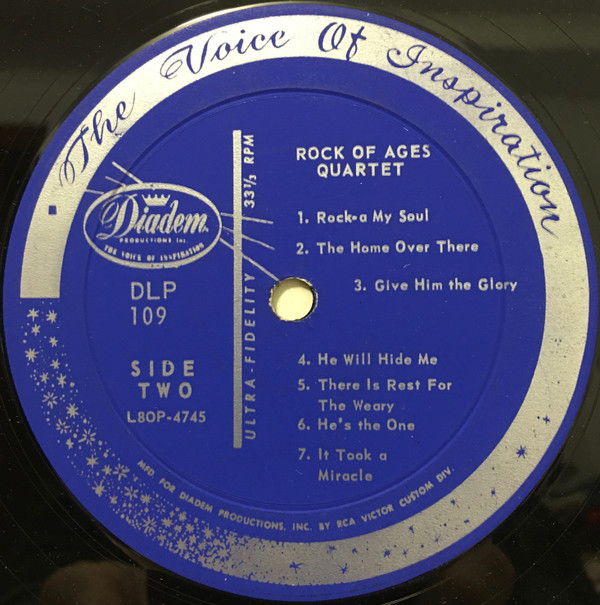 The Voice Of Inspiration
Diadem
PRODUCTIONS Inc.
THE VOICE OF INSPIRATION
DLP
109
SIDE
TWO
L8OP-4745
ULTRA-FIDELITY 33⅓ RPM
ROCK OF AGES
QUARTET
1. Rock-a My Soul
2. The Home Over There
3. Give Him the Glory
4. He Will Hide Me
5. There Is Rest For
The Weary
6. He's the One
7. It Took a
Miracle
MFD FOR DIADEM PRODUCTIONS, INC. BY RCA VICTOR CUSTOM DIV.